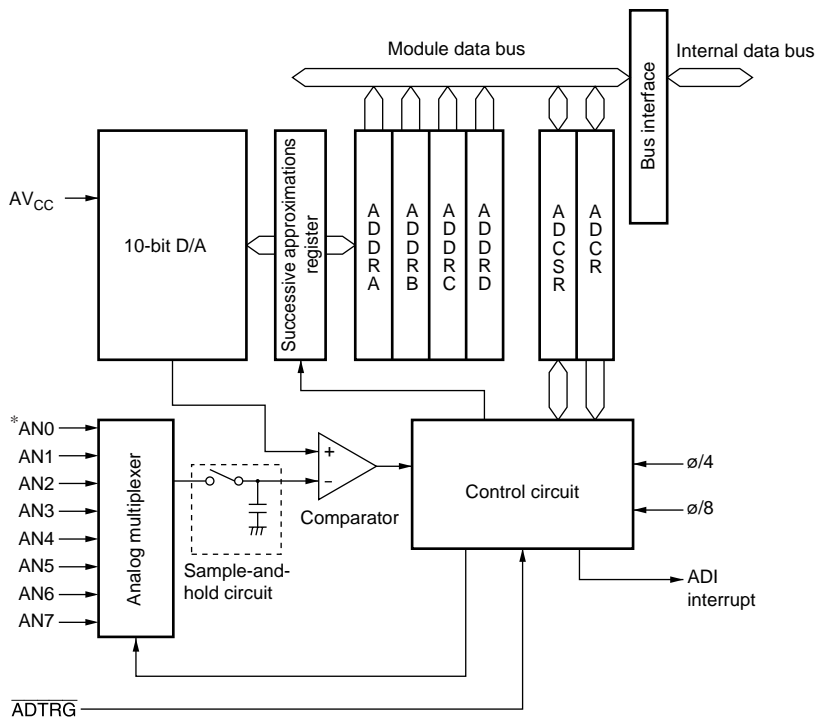 Module data bus
Internal data bus
Bus interface
AVCC
10-bit D/A
Successive approximations
register
ADDRA
ADDRB
ADDRC
ADDRD
ADCSR
ADCR
*AN0
AN1
AN2
AN3
AN4
AN5
AN6
AN7
Analog multiplexer
Sample-and-
hold circuit
+
−
Comparator
Control circuit
ø/4
ø/8
ADI
interrupt
ADTRG